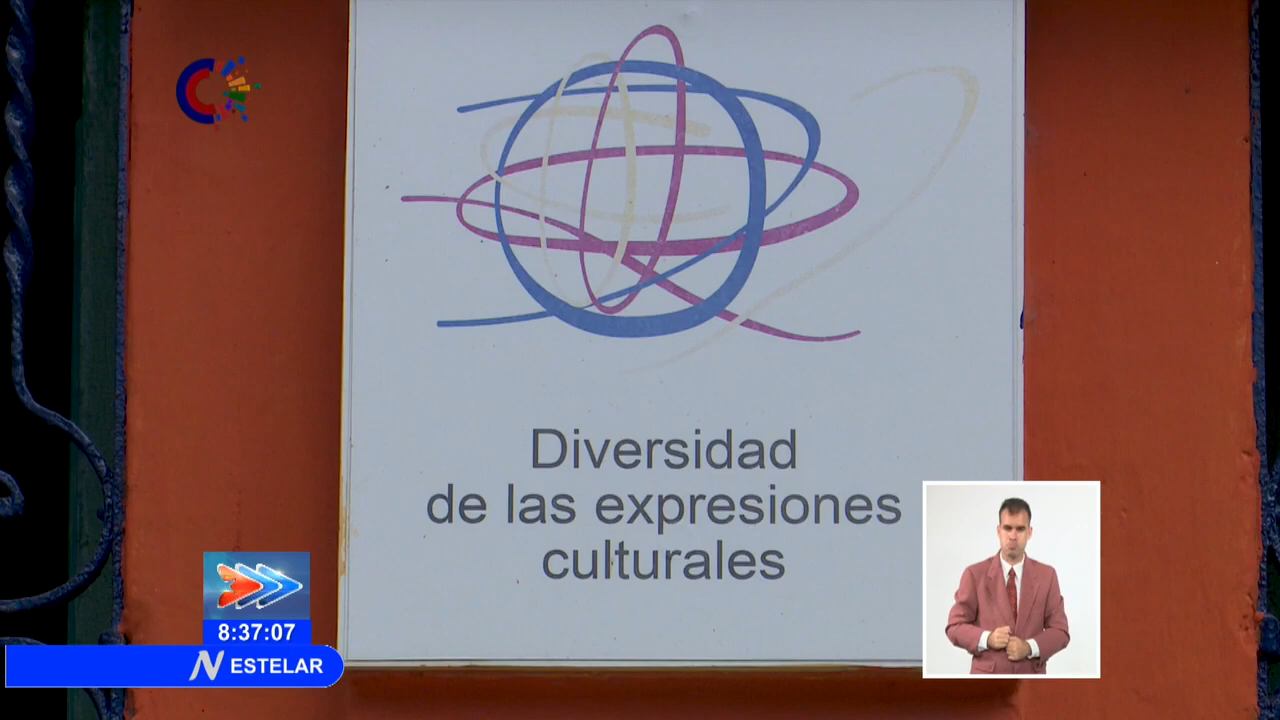 Diversidad
de las expresiones
culturales
8:37:07
N ESTELAR